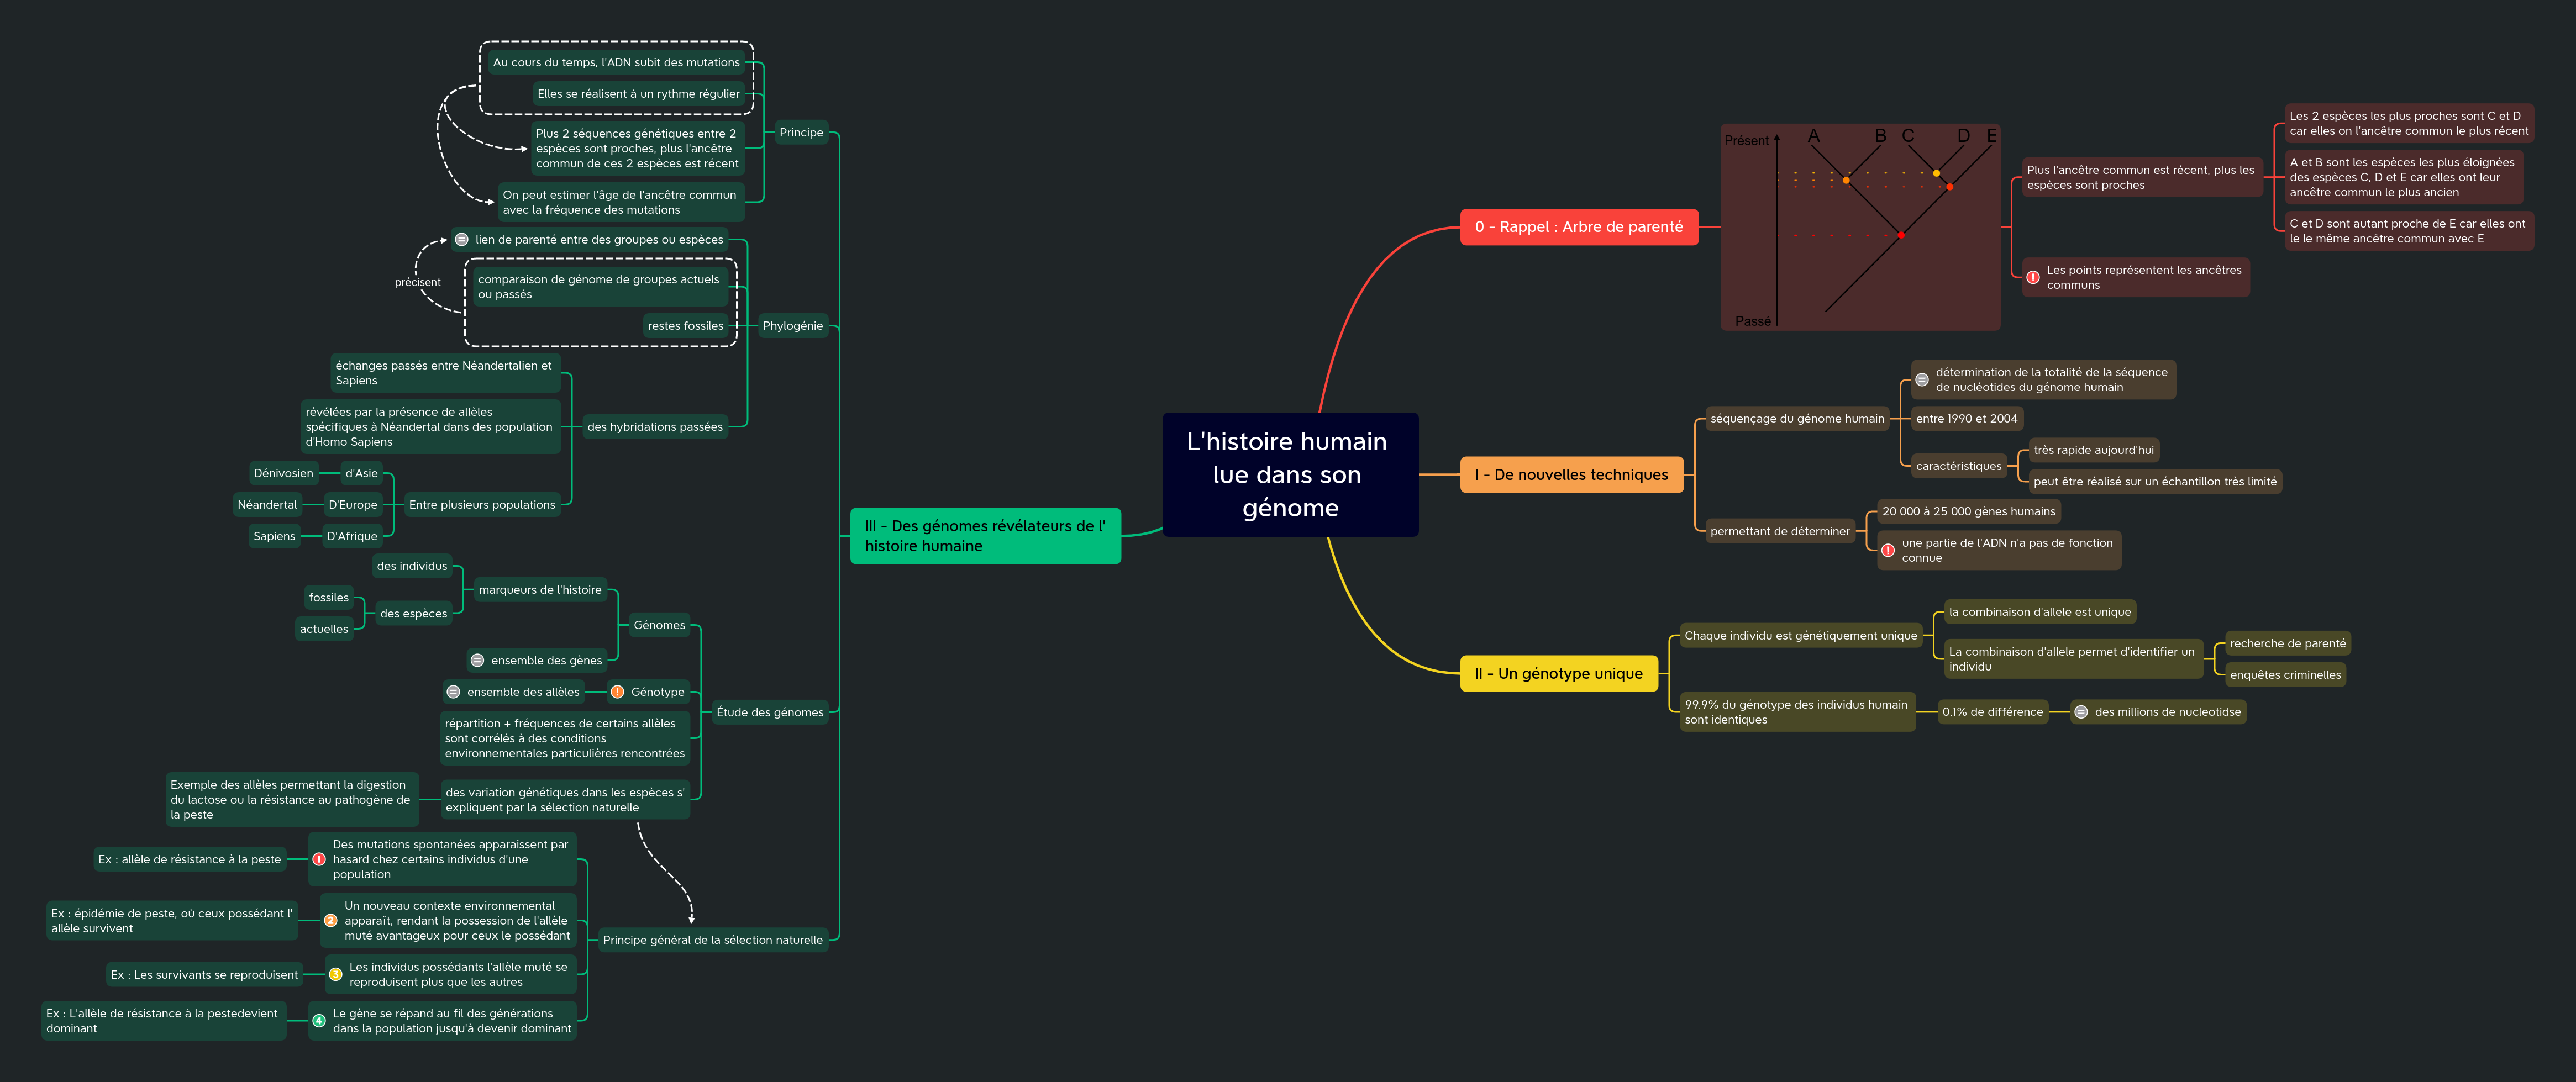 L'histoire humain
lue dans son
génome
0 - Rappel : Arbre de parenté
Présent
A
B
C
D
E
Passé
Plus l'ancêtre commun est récent, plus les
espèces sont proches
Les 2 espèces les plus proches sont C et D
car elles on l'ancêtre commun le plus récent
A et B sont les espèces les plus éloignées
des espèces C, D et E car elles ont leur
ancêtre commun le plus ancien
C et D sont autant proche de E car elles ont
le le même ancêtre commun avec E
Les points représentent les ancêtres
communs
I - De nouvelles techniques
séquençage du génome humain
détermination de la totalité de la séquence
de nucléotides du génome humain
entre 1990 et 2004
caractéristiques
très rapide aujourd'hui
peut être réalisé sur un échantillon très limité
permettant de déterminer
20 000 à 25 000 gènes humains
une partie de l'ADN n'a pas de fonction
connue
II - Un génotype unique
Chaque individu est génétiquement unique
la combinaison d'allele est unique
La combinaison d'allele permet d'identifier un
individu
recherche de parenté
enquêtes criminelles
99.9% du génotype des individus humain
sont identiques
0.1% de différence
des millions de nucleotidse
III - Des génomes révélateurs de l'
histoire humaine
Principe
Au cours du temps, l'ADN subit des mutations
Elles se réalisent à un rythme régulier
Plus 2 séquences génétiques entre 2
espèces sont proches, plus l'ancêtre
commun de ces 2 espèces est récent
On peut estimer l'âge de l'ancêtre commun
avec la fréquence des mutations
Phylogénie
lien de parenté entre des groupes ou espèces
précisent
comparaison de génome de groupes actuels
ou passés
restes fossiles
des hybridations passées
échanges passés entre Néandertalien et
Sapiens
révélées par la présence de allèles
spécifiques à Néandertal dans des population
d'Homo Sapiens
Entre plusieurs populations
d'Asie
Dénivosien
D'Europe
Néandertal
D'Afrique
Sapiens
Étude des génomes
Génomes
marqueurs de l'histoire
des individus
des espèces
fossiles
actuelles
ensemble des gènes
Génotype
ensemble des allèles
répartition + fréquences de certains allèles
sont corrélés à des conditions
environnementales particulières rencontrées
des variation génétiques dans les espèces s'
expliquent par la sélection naturelle
Exemple des allèles permettant la digestion
du lactose ou la résistance au pathogène de
la peste
Principe général de la sélection naturelle
1
Des mutations spontanées apparaissent par
hasard chez certains individus d'une
population
Ex : allèle de résistance à la peste
2
Un nouveau contexte environnemental
apparaît, rendant la possession de l'allèle
muté avantageux pour ceux le possédant
Ex : épidémie de peste, où ceux possédant l'
allèle survivent
3
Les individus possédants l'allèle muté se
reproduisent plus que les autres
Ex : Les survivants se reproduisent
4
Le gène se répand au fil des générations
dans la population jusqu'à devenir dominant
Ex : L'allèle de résistance à la pestedevient
dominant